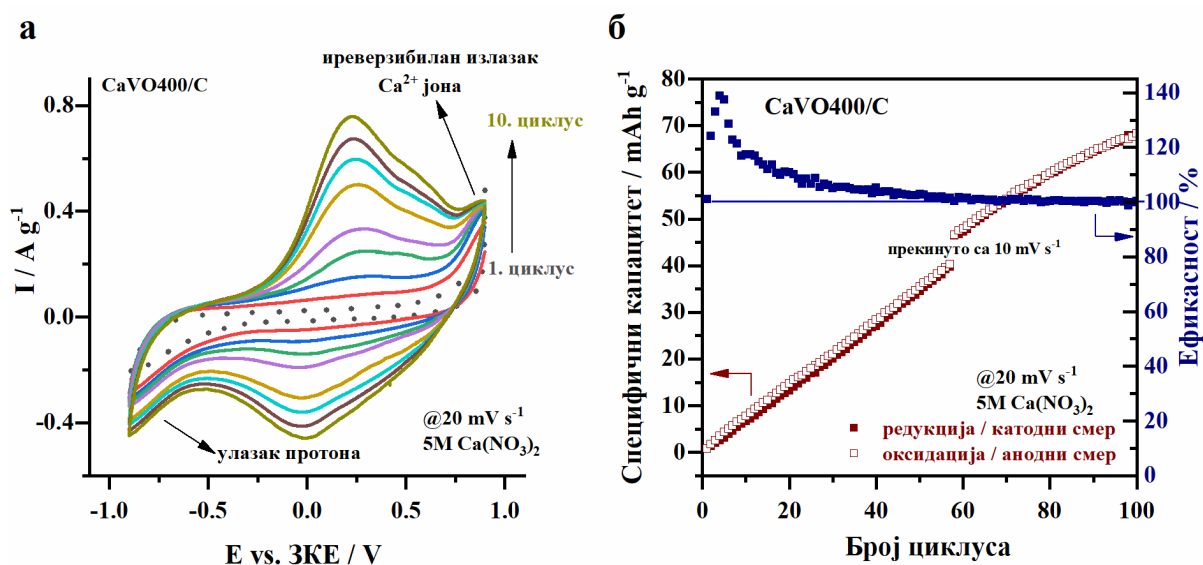 а
CaVO400/C
иреверзибилан излазак
Ca²⁺ јона
10. циклус
1. циклус
улазак протона
@20 mV s⁻¹
5M Ca(NO₃)₂
I / A g⁻¹
0.8
0.4
0.0
-0.4
-1.0 -0.5 0.0 0.5 1.0
E vs. ЗКЕ / V
б
CaVO400/C
прекинуто са 10 mV s⁻¹
@20 mV s⁻¹
5M Ca(NO₃)₂
редукција / катодни смер
оксидација / анодни смер
Специфични капацитет / mAh g⁻¹
80
70
60
50
40
30
20
10
0
0 20 40 60 80 100
Број циклуса
140
120
100
80
60
40
20
0
Ефикасност / %